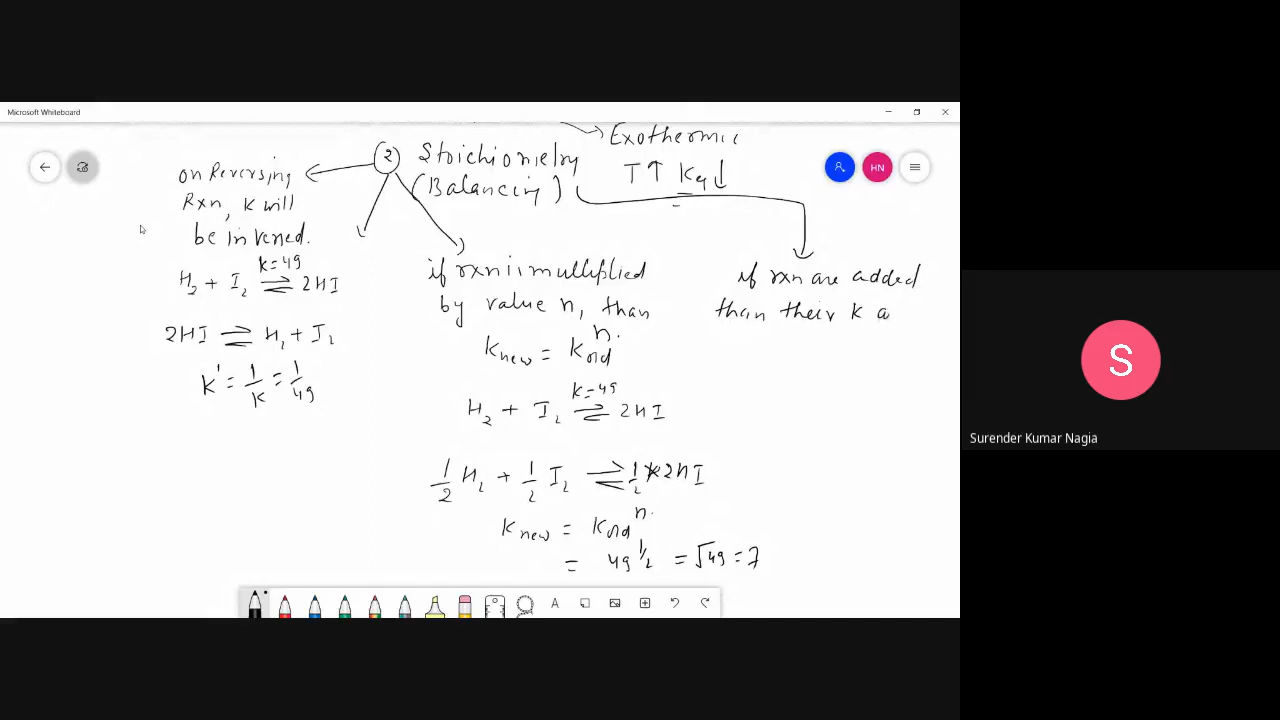 Microsoft Whiteboard
HN
Exothermic
T↑ Kq↓
② Stoichiometry
(Balancing)
on Reversing
Rxn, K will
be inversed.
H₂ + I₂ ⇌ 2HI
K=49
2HI ⇌ H₂ + I₂
K' = 1/K = 1/49
if rxn is multiplied
by value n, than
Knew = Koldⁿ.
K=49
H₂ + I₂ ⇌ 2HI
1/2 H₂ + 1/2 I₂ ⇌ 1/2 × 2HI
Knew = Koldⁿ.
= 49^1/2 = √49 = 7
if rxn are added
than their K a
A
S
Surender Kumar Nagia